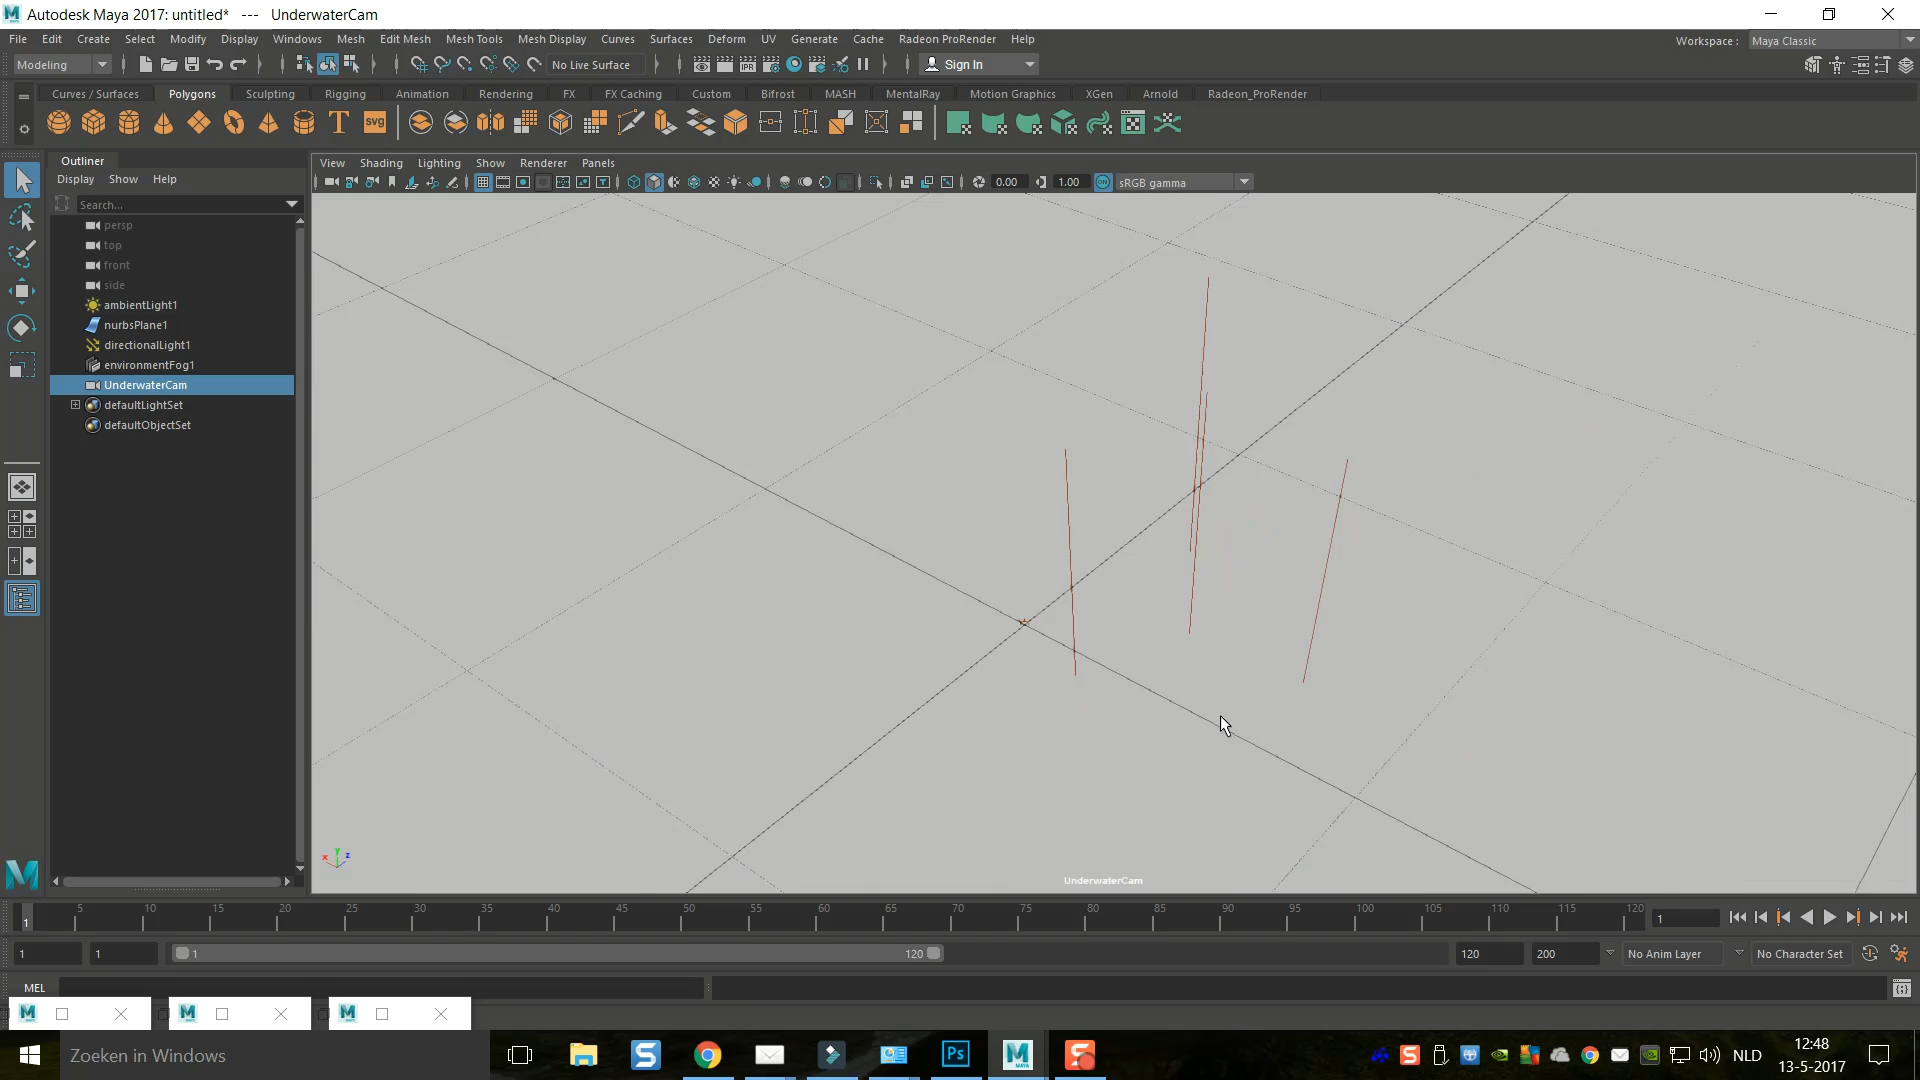 Autodesk Maya 2017: untitled* --- UnderwaterCam
File Edit Create Select Modify Display Windows Mesh Edit Mesh Mesh Tools Mesh Display Curves Surfaces Deform UV Generate Cache Radeon ProRender Help
Workspace : Maya Classic
Modeling No Live Surface Sign In
Curves / Surfaces Polygons Sculpting Rigging Animation Rendering FX FX Caching Custom Bifrost MASH MentalRay Motion Graphics XGen Arnold Radeon_ProRender
T SVG
Outliner
Display Show Help
Search...
persp
top
front
side
ambientLight1
nurbsPlane1
directionalLight1
environmentFog1
UnderwaterCam
defaultLightSet
defaultObjectSet
View Shading Lighting Show Renderer Panels
0.00 1.00 ON sRGB gamma
x y z
UnderwaterCam
1 5 10 15 20 25 30 35 40 45 50 55 60 65 70 75 80 85 90 95 100 105 110 115 120 1
1 1 1 120 120 200 No Anim Layer No Character Set
MEL
Zoeken in Windows
Ps
NLD
12:48
13-5-2017